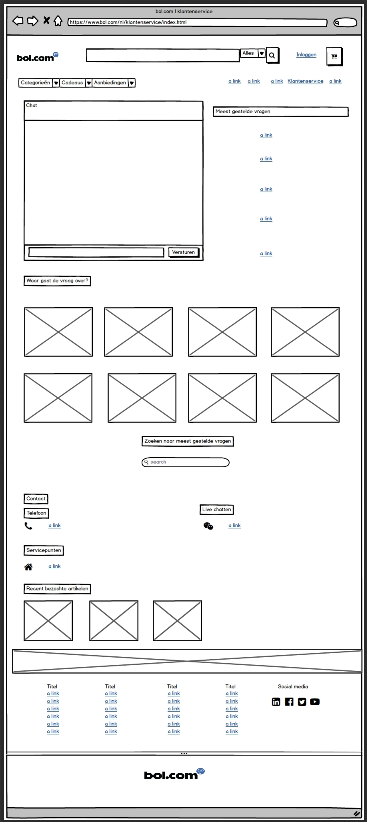 bol.com | klantenservice
https://www.bol.com/nl/klantenservice/index.html
bol.com
Alles
Inloggen
Categorieën Cadeaus Aanbiedingen
a link a link a link Klantenservice a link
Chat
Meest gestelde vragen
a link
a link
a link
a link
a link
Versturen
Waar gaat de vraag over?
Zoeken naar meest gestelde vragen
search
Contact
Telefoon
Live chatten
a link
a link
Servicepunten
a link
Recent bezochte artikelen
Titel Titel Titel Titel Social media
a link a link a link a link
a link a link a link a link
a link a link a link a link
a link a link a link a link
a link a link a link a link
a link a link a link a link
bol.com